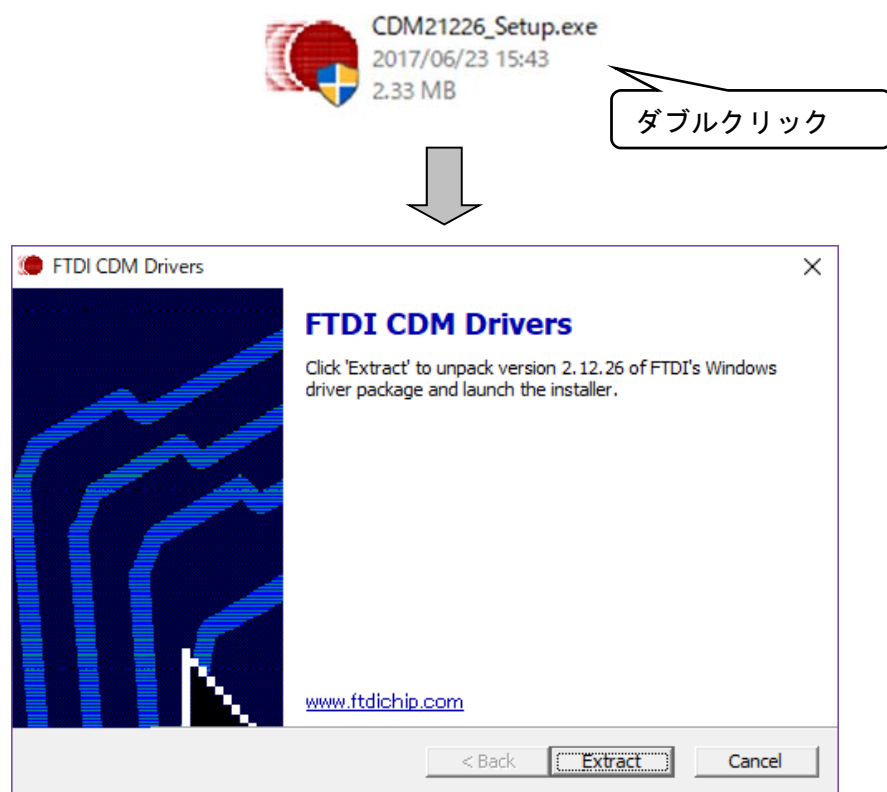 CDM21226_Setup.exe
2017/06/23 15:43
2.33 MB
ダブルクリック
FTDI CDM Drivers
FTDI CDM Drivers
Click 'Extract' to unpack version 2.12.26 of FTDI's Windows
driver package and launch the installer.
www.ftdichip.com
< Back
Extract
Cancel